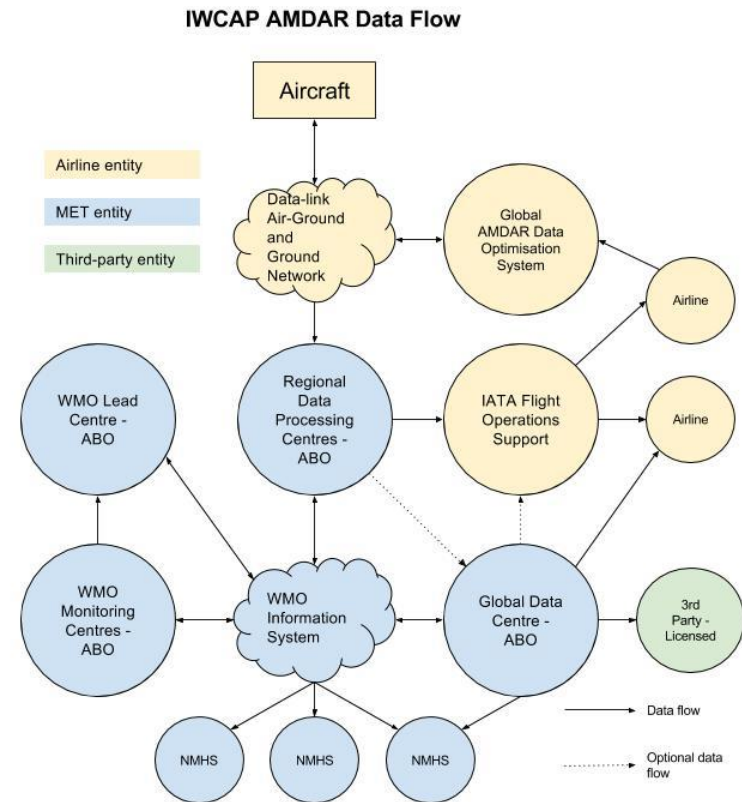 IWCAP AMDAR Data Flow
Aircraft
Airline entity
MET entity
Third-party entity
Data-link
Air-Ground
and
Ground
Network
Global
AMDAR Data
Optimisation
System
Airline
WMO Lead
Centre -
ABO
Regional
Data
Processing
Centres -
ABO
IATA Flight
Operations
Support
Airline
WMO
Monitoring
Centres -
ABO
WMO
Information
System
Global Data
Centre -
ABO
3rd
Party -
Licensed
NMHS
NMHS
NMHS
Data flow
Optional data
flow